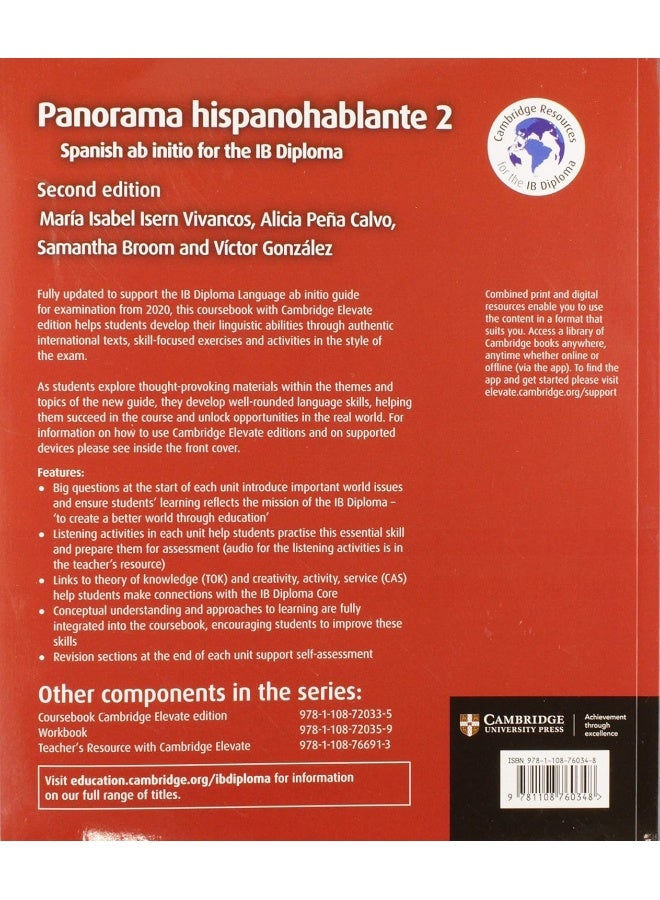 Panorama hispanohablante 2
Spanish ab initio for the IB Diploma
Second edition
María Isabel Isern Vivancos, Alicia Peña Calvo,
Samantha Broom and Víctor González
Cambridge Resources
for the IB Diploma
Fully updated to support the IB Diploma Language ab initio guide
for examination from 2020, this coursebook with Cambridge Elevate
edition helps students develop their linguistic abilities through authentic
international texts, skill-focused exercises and activities in the style of
the exam.
As students explore thought-provoking materials within the themes and
topics of the new guide, they develop well-rounded language skills, helping
them succeed in the course and unlock opportunities in the real world. For
information on how to use Cambridge Elevate editions and on supported
devices please see inside the front cover.
Features:
• Big questions at the start of each unit introduce important world issues
and ensure students' learning reflects the mission of the IB Diploma –
'to create a better world through education'
• Listening activities in each unit help students practise this essential skill
and prepare them for assessment (audio for the listening activities is in
the teacher's resource)
• Links to theory of knowledge (TOK) and creativity, activity, service (CAS)
help students make connections with the IB Diploma Core
• Conceptual understanding and approaches to learning are fully
integrated into the coursebook, encouraging students to improve these
skills
• Revision sections at the end of each unit support self-assessment
Combined print and digital
resources enable you to use
the content in a format that
suits you. Access a library of
Cambridge books anywhere,
anytime whether online or
offline (via the app). To find the
app and get started please visit
elevate.cambridge.org/support
Other components in the series:
Coursebook Cambridge Elevate edition 978-1-108-72033-5
Workbook 978-1-108-72035-9
Teacher's Resource with Cambridge Elevate 978-1-108-76691-3
Visit education.cambridge.org/ibdiploma for information
on our full range of titles.
CAMBRIDGE
UNIVERSITY PRESS
Achievement
through
excellence
ISBN 978-1-108-76034-8
9 781108 760348 >